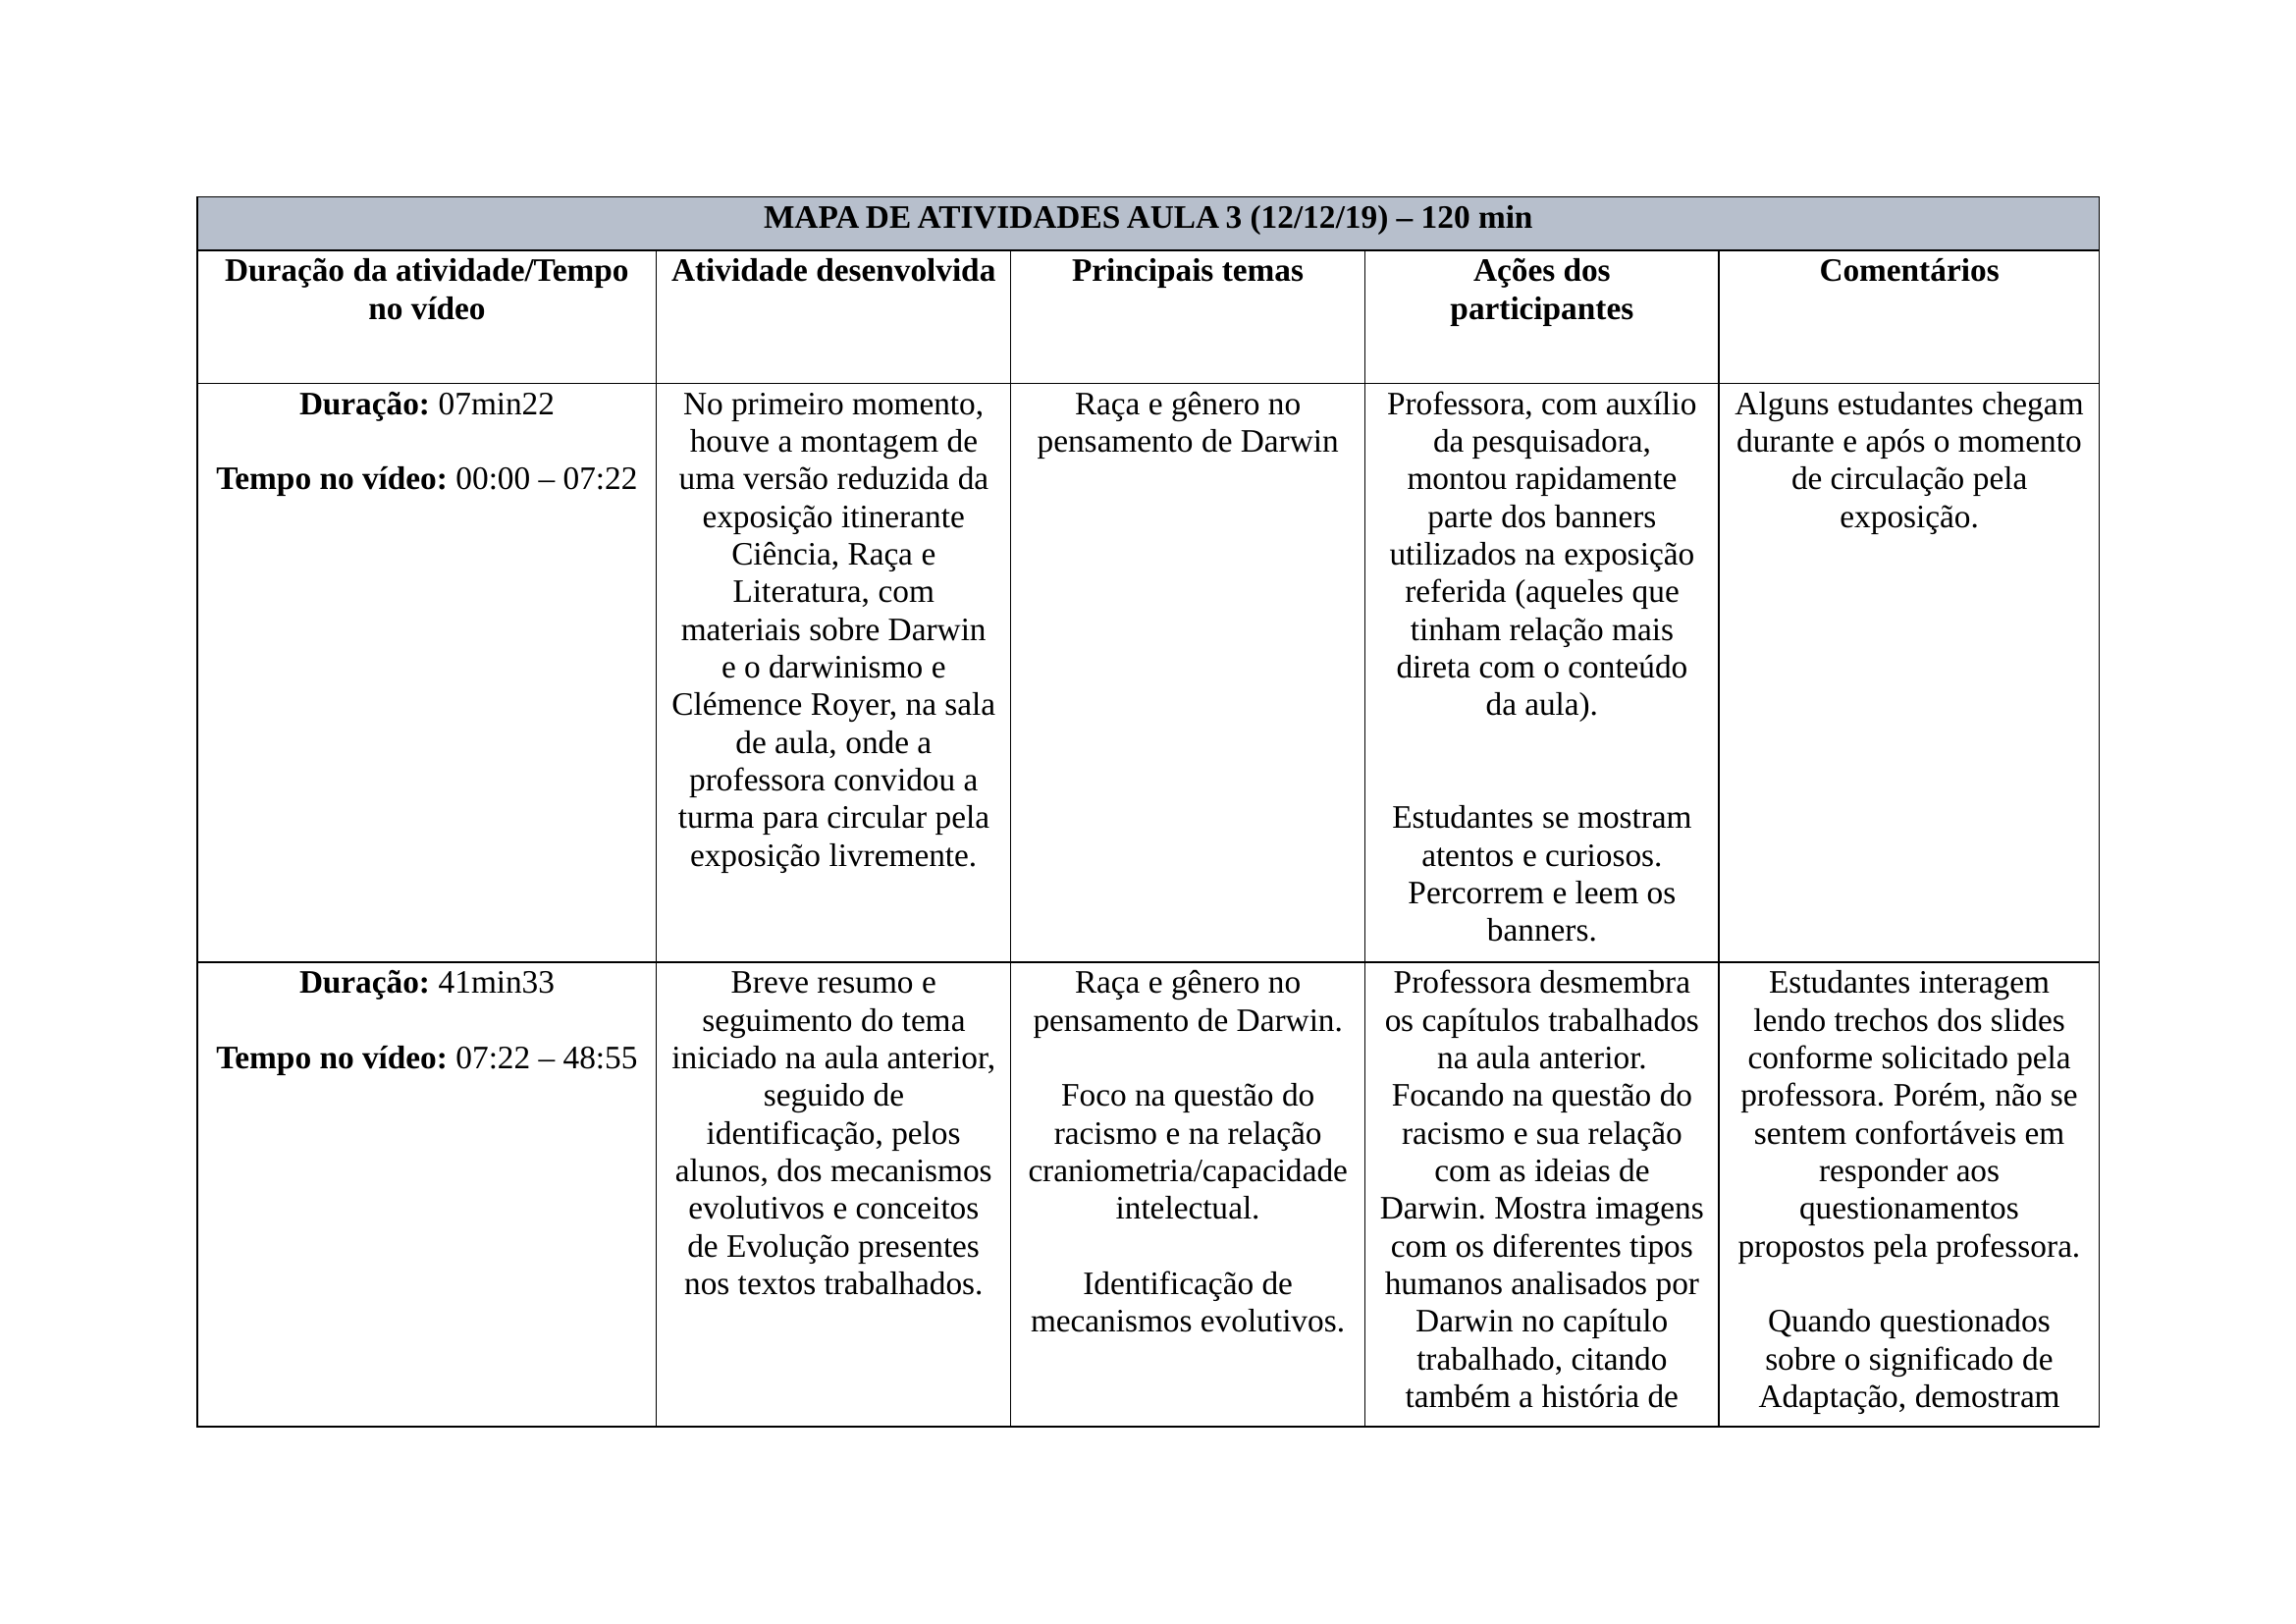 MAPA DE ATIVIDADES AULA 3 (12/12/19) – 120 min
Duração da atividade/Tempo
no vídeo
Atividade desenvolvida
Principais temas
Ações dos
participantes
Comentários
Duração: 07min22
Tempo no vídeo: 00:00 – 07:22
No primeiro momento,
houve a montagem de
uma versão reduzida da
exposição itinerante
Ciência, Raça e
Literatura, com
materiais sobre Darwin
e o darwinismo e
Clémence Royer, na sala
de aula, onde a
professora convidou a
turma para circular pela
exposição livremente.
Raça e gênero no
pensamento de Darwin
Professora, com auxílio
da pesquisadora,
montou rapidamente
parte dos banners
utilizados na exposição
referida (aqueles que
tinham relação mais
direta com o conteúdo
da aula).
Estudantes se mostram
atentos e curiosos.
Percorrem e leem os
banners.
Alguns estudantes chegam
durante e após o momento
de circulação pela
exposição.
Duração: 41min33
Tempo no vídeo: 07:22 – 48:55
Breve resumo e
seguimento do tema
iniciado na aula anterior,
seguido de
identificação, pelos
alunos, dos mecanismos
evolutivos e conceitos
de Evolução presentes
nos textos trabalhados.
Raça e gênero no
pensamento de Darwin.
Foco na questão do
racismo e na relação
craniometria/capacidade
intelectual.
Identificação de
mecanismos evolutivos.
Professora desmembra
os capítulos trabalhados
na aula anterior.
Focando na questão do
racismo e sua relação
com as ideias de
Darwin. Mostra imagens
com os diferentes tipos
humanos analisados por
Darwin no capítulo
trabalhado, citando
também a história de
Estudantes interagem
lendo trechos dos slides
conforme solicitado pela
professora. Porém, não se
sentem confortáveis em
responder aos
questionamentos
propostos pela professora.
Quando questionados
sobre o significado de
Adaptação, demostram